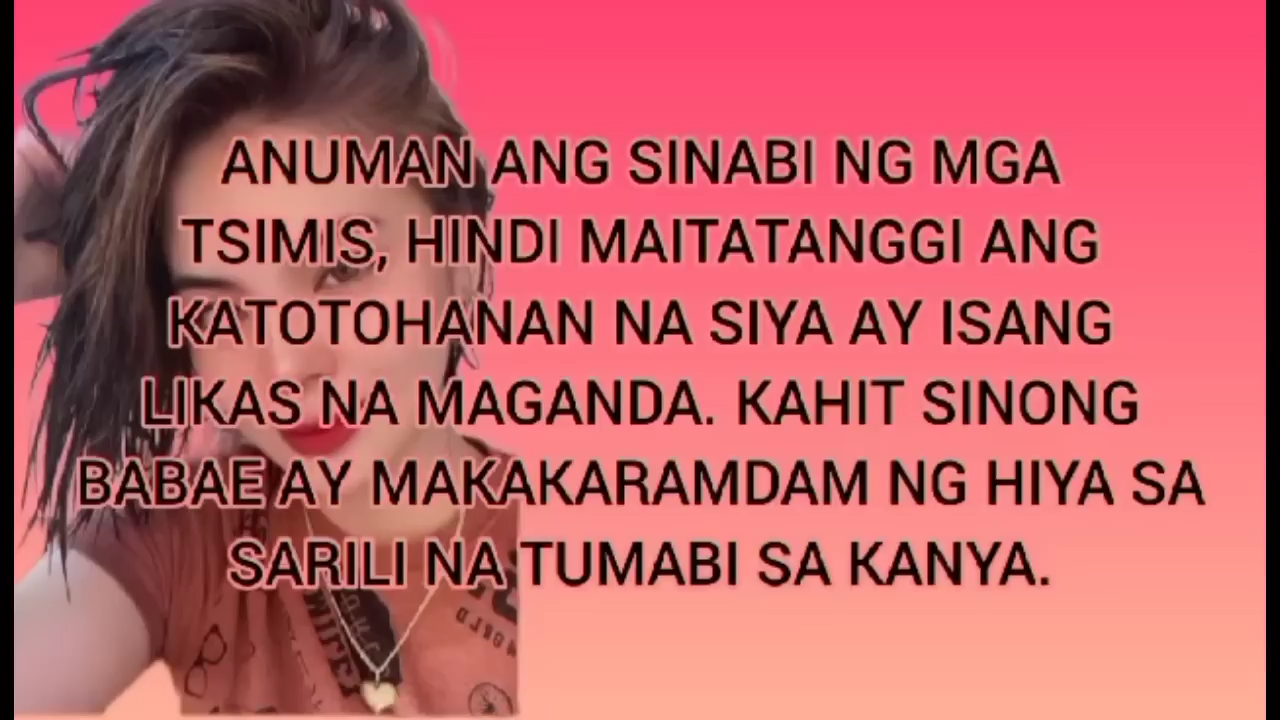 ANUMAN ANG SINABI NG MGA
TSIMIS, HINDI MAITATANGGI ANG
KATOTOHANAN NA SIYA AY ISANG
LIKAS NA MAGANDA. KAHIT SINONG
BABAE AY MAKAKARAMDAM NG HIYA SA
SARILI NA TUMABI SA KANYA.